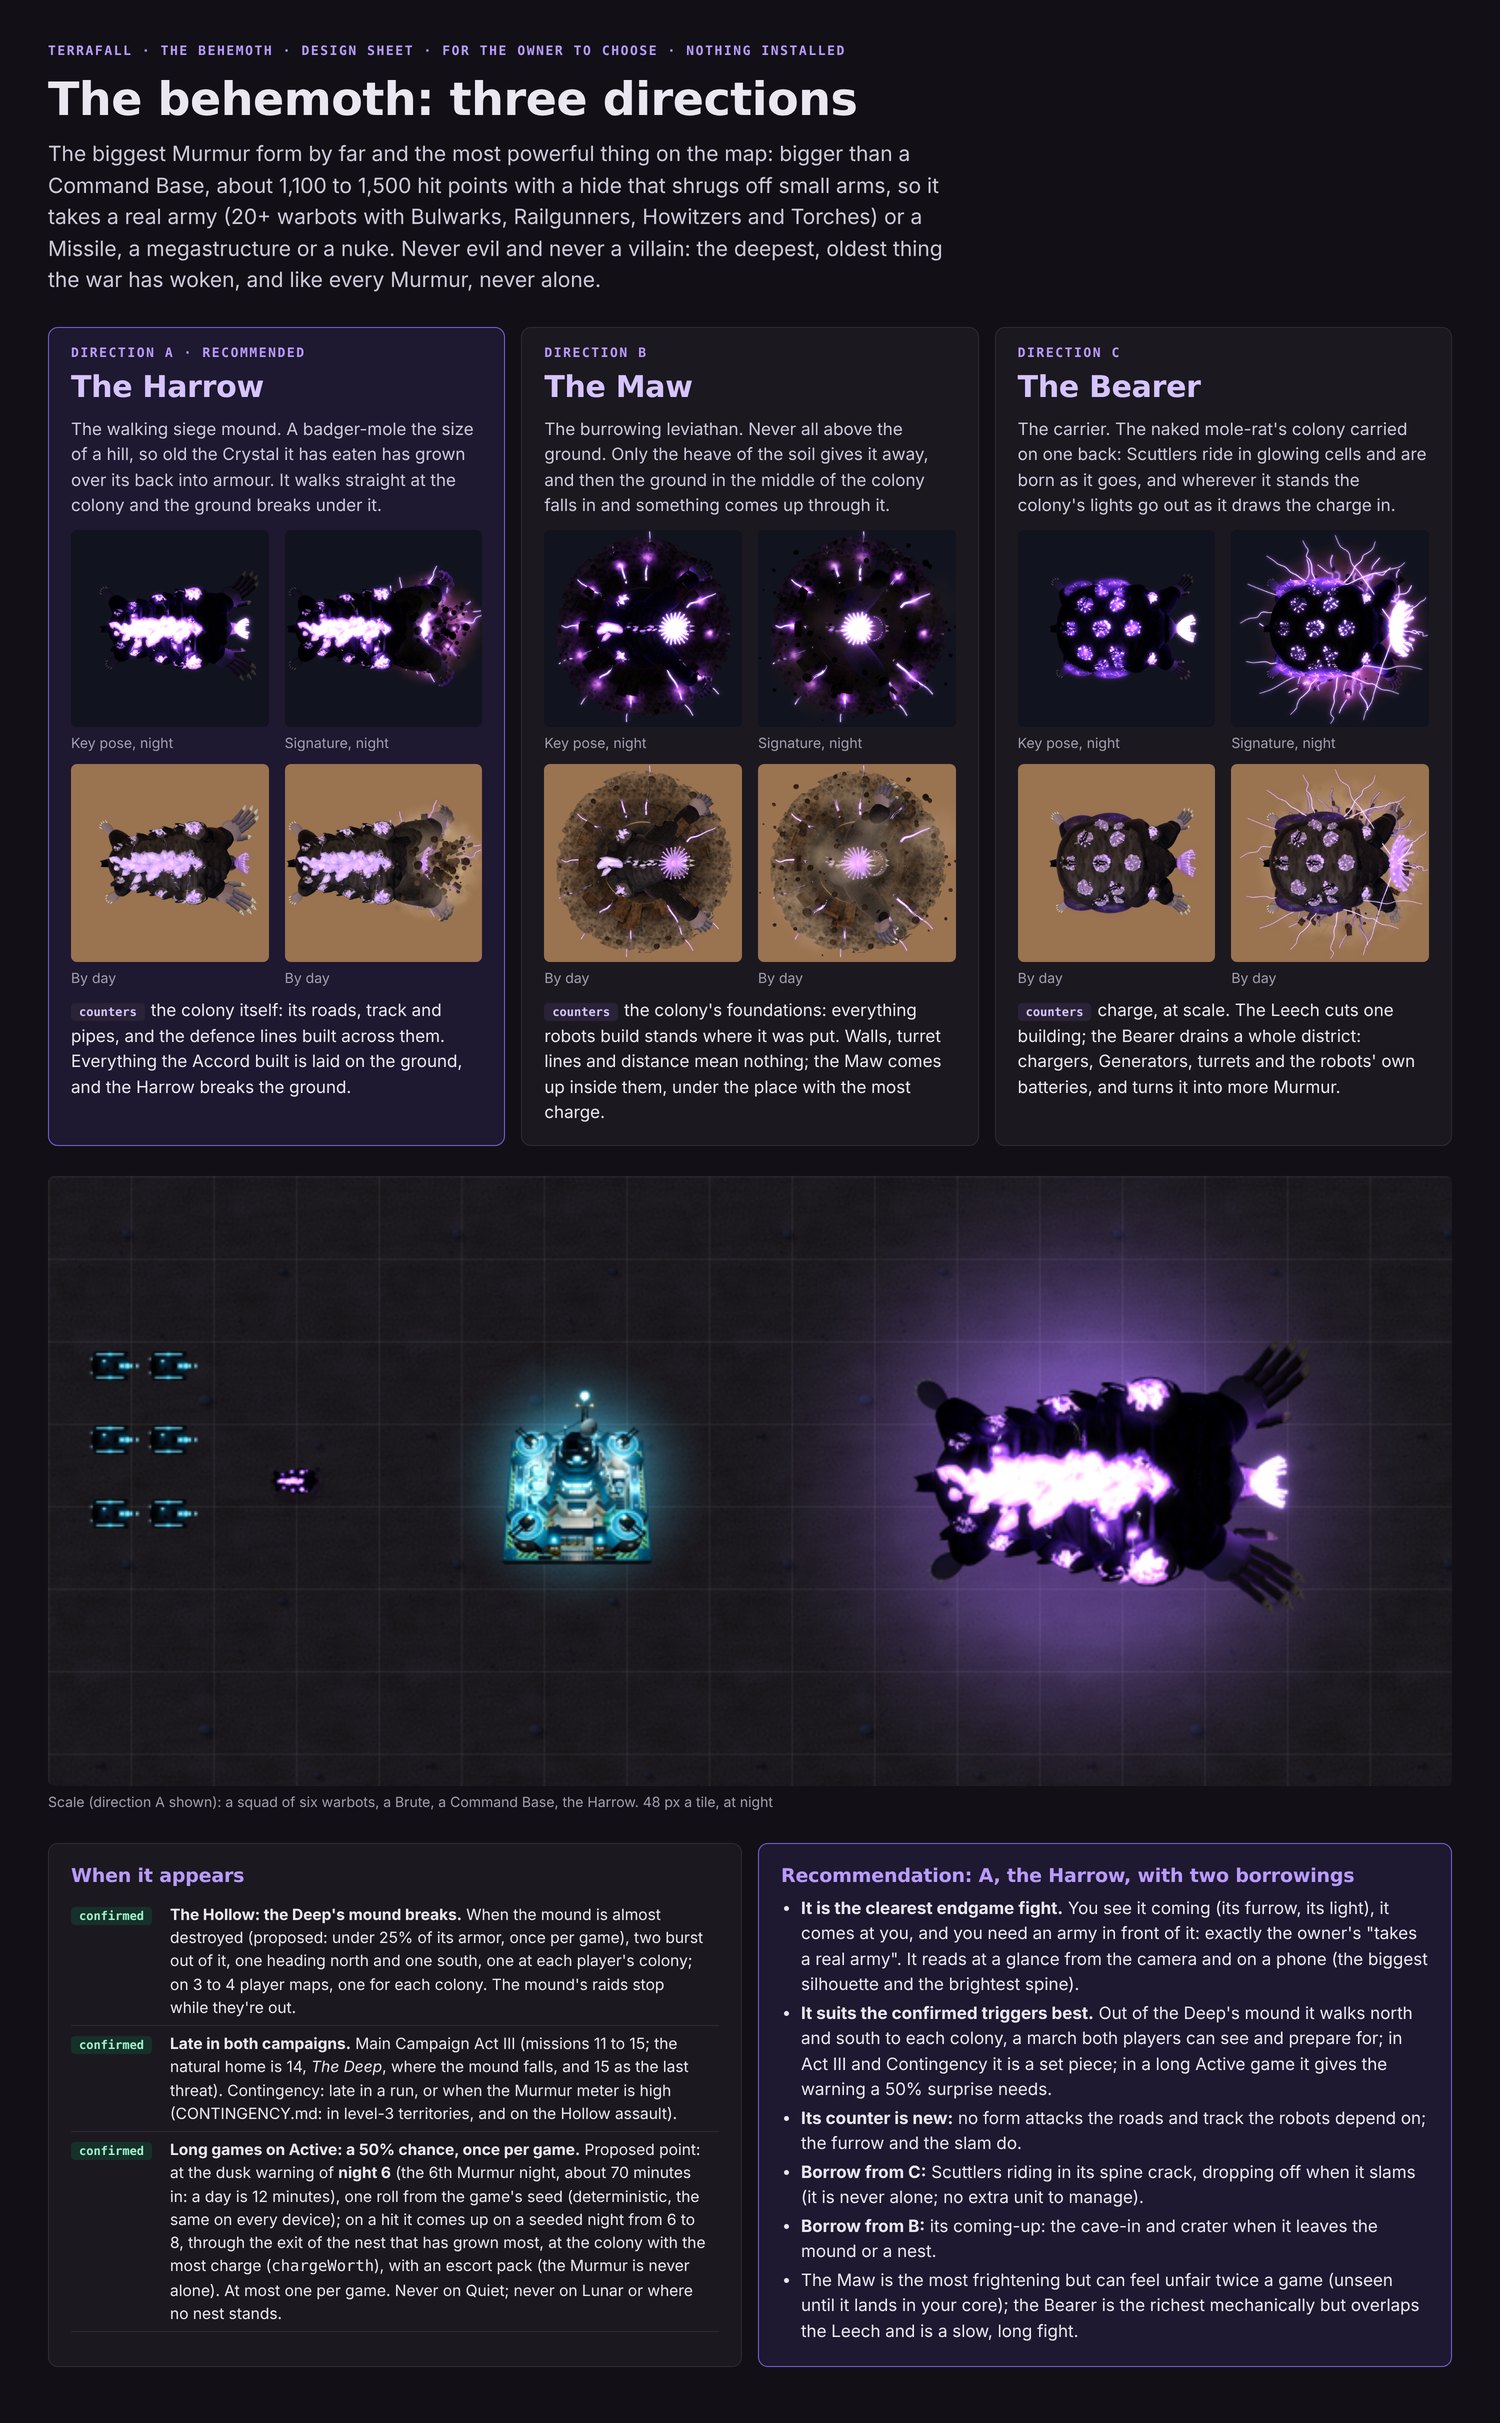 TERRAFALL · THE BEHEMOTH · DESIGN SHEET · FOR THE OWNER TO CHOOSE · NOTHING INSTALLED
The behemoth: three directions
The biggest Murmur form by far and the most powerful thing on the map: bigger than a
Command Base, about 1,100 to 1,500 hit points with a hide that shrugs off small arms, so it
takes a real army (20+ warbots with Bulwarks, Railgunners, Howitzers and Torches) or a
Missile, a megastructure or a nuke. Never evil and never a villain: the deepest, oldest thing
the war has woken, and like every Murmur, never alone.
DIRECTION A · RECOMMENDED
The Harrow
The walking siege mound. A badger-mole the size
of a hill, so old the Crystal it has eaten has grown
over its back into armour. It walks straight at the
colony and the ground breaks under it.
Key pose, night
Signature, night
By day
By day
counters the colony itself: its roads, track and
pipes, and the defence lines built across them.
Everything the Accord built is laid on the ground,
and the Harrow breaks the ground.
DIRECTION B
The Maw
The burrowing leviathan. Never all above the
ground. Only the heave of the soil gives it away,
and then the ground in the middle of the colony
falls in and something comes up through it.
Key pose, night
Signature, night
By day
By day
counters the colony's foundations: everything
robots build stands where it was put. Walls, turret
lines and distance mean nothing; the Maw comes
up inside them, under the place with the most
charge.
DIRECTION C
The Bearer
The carrier. The naked mole-rat's colony carried
on one back: Scuttlers ride in glowing cells and are
born as it goes, and wherever it stands the
colony's lights go out as it draws the charge in.
Key pose, night
Signature, night
By day
By day
counters charge, at scale. The Leech cuts one
building; the Bearer drains a whole district:
chargers, Generators, turrets and the robots' own
batteries, and turns it into more Murmur.
Scale (direction A shown): a squad of six warbots, a Brute, a Command Base, the Harrow. 48 px a tile, at night
When it appears
confirmed The Hollow: the Deep's mound breaks. When the mound is almost
destroyed (proposed: under 25% of its armor, once per game), two burst
out of it, one heading north and one south, one at each player's colony;
on 3 to 4 player maps, one for each colony. The mound's raids stop
while they're out.
confirmed Late in both campaigns. Main Campaign Act III (missions 11 to 15; the
natural home is 14, The Deep, where the mound falls, and 15 as the last
threat). Contingency: late in a run, or when the Murmur meter is high
(CONTINGENCY.md: in level-3 territories, and on the Hollow assault).
confirmed Long games on Active: a 50% chance, once per game. Proposed point:
at the dusk warning of night 6 (the 6th Murmur night, about 70 minutes
in: a day is 12 minutes), one roll from the game's seed (deterministic, the
same on every device); on a hit it comes up on a seeded night from 6 to
8, through the exit of the nest that has grown most, at the colony with the
most charge (chargeWorth), with an escort pack (the Murmur is never
alone). At most one per game. Never on Quiet; never on Lunar or where
no nest stands.
Recommendation: A, the Harrow, with two borrowings
• It is the clearest endgame fight. You see it coming (its furrow, its light), it
comes at you, and you need an army in front of it: exactly the owner's "takes
a real army". It reads at a glance from the camera and on a phone (the biggest
silhouette and the brightest spine).
• It suits the confirmed triggers best. Out of the Deep's mound it walks north
and south to each colony, a march both players can see and prepare for; in
Act III and Contingency it is a set piece; in a long Active game it gives the
warning a 50% surprise needs.
• Its counter is new: no form attacks the roads and track the robots depend on;
the furrow and the slam do.
• Borrow from C: Scuttlers riding in its spine crack, dropping off when it slams
(it is never alone; no extra unit to manage).
• Borrow from B: its coming-up: the cave-in and crater when it leaves the
mound or a nest.
• The Maw is the most frightening but can feel unfair twice a game (unseen
until it lands in your core); the Bearer is the richest mechanically but overlaps
the Leech and is a slow, long fight.